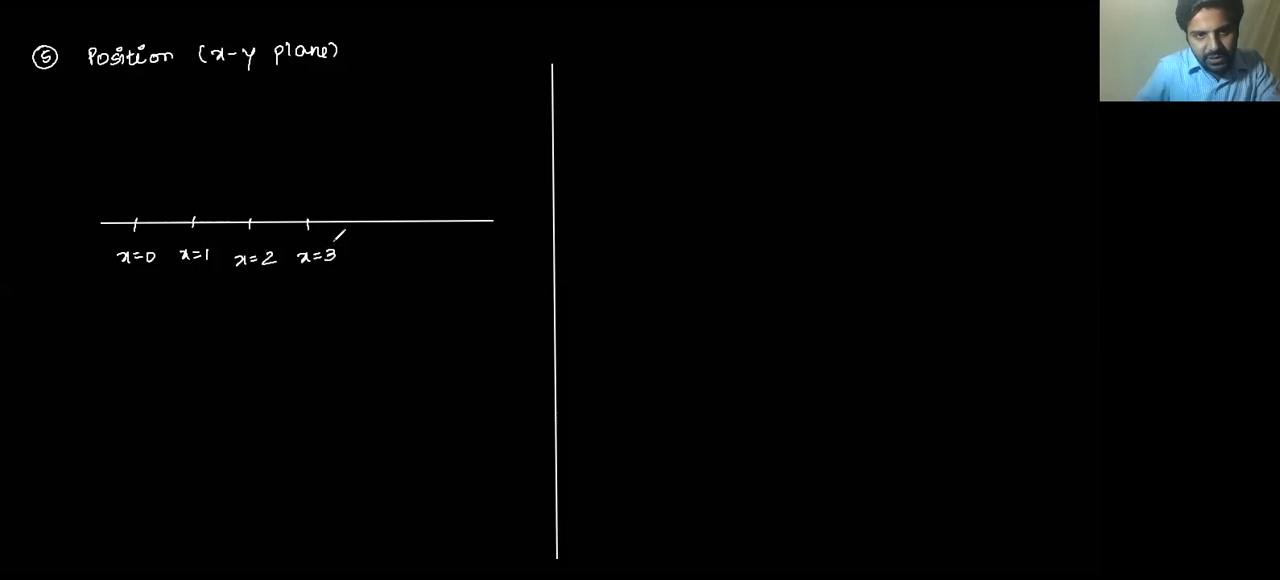 ⑤ Position (x-y plane)
x=0 x=1 x=2 x=3